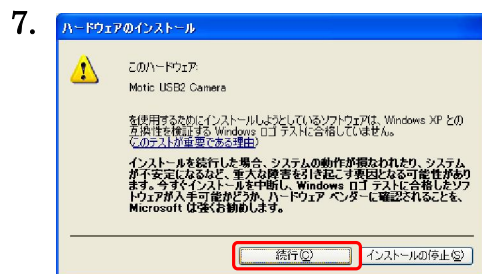 7.
ハードウェアのインストール
このハードウェア:
Motic USB2 Camera
を使用するためにインストールしようとしているソフトウェアは、Windows XP との
互換性を検証する Windows ロゴ テストに合格していません。
(このテストが重要である理由)
インストールを続行した場合、システムの動作が損なわれたり、システム
が不安定になるなど、重大な障害を引き起こす要因となる可能性があり
ます。今すぐインストールを中断し、Windows ロゴ テストに合格したソフ
トウェアが入手可能かどうか、ハードウェア ベンダーに確認されることを、
Microsoft は強くお勧めします。
続行(C) インストールの停止(S)